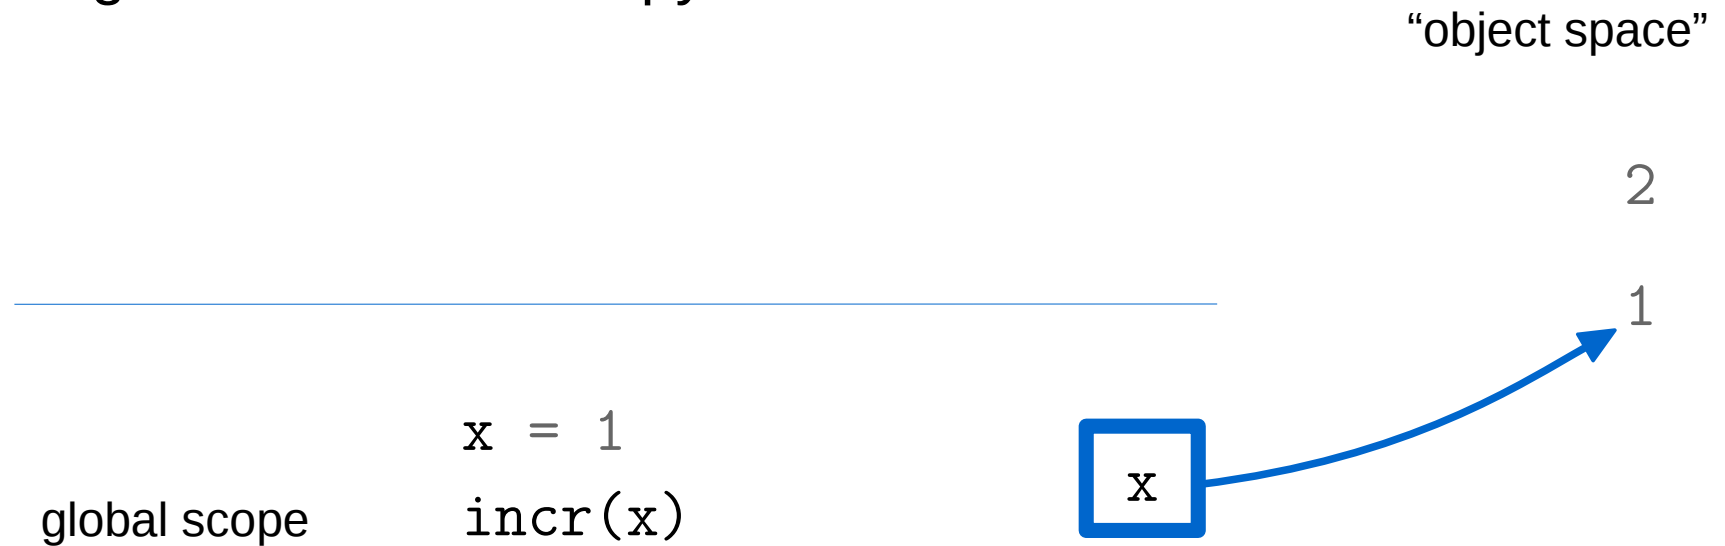 “object space”
2
1
x = 1
x
global scope incr(x)